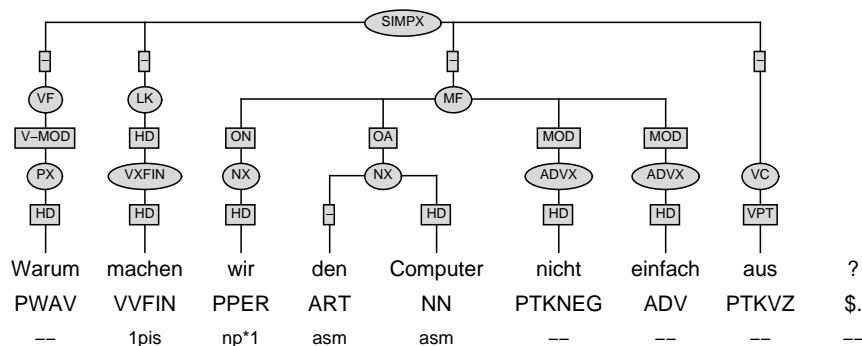 SIMPX
– – – –
VF LK MF
V–MOD HD ON OA MOD MOD
PX VXFIN NX NX ADVX ADVX VC
HD HD HD – HD HD HD VPT
Warum machen wir den Computer nicht einfach aus ?
PWAV VVFIN PPER ART NN PTKNEG ADV PTKVZ $.
–– 1pis np*1 asm asm –– –– –– ––